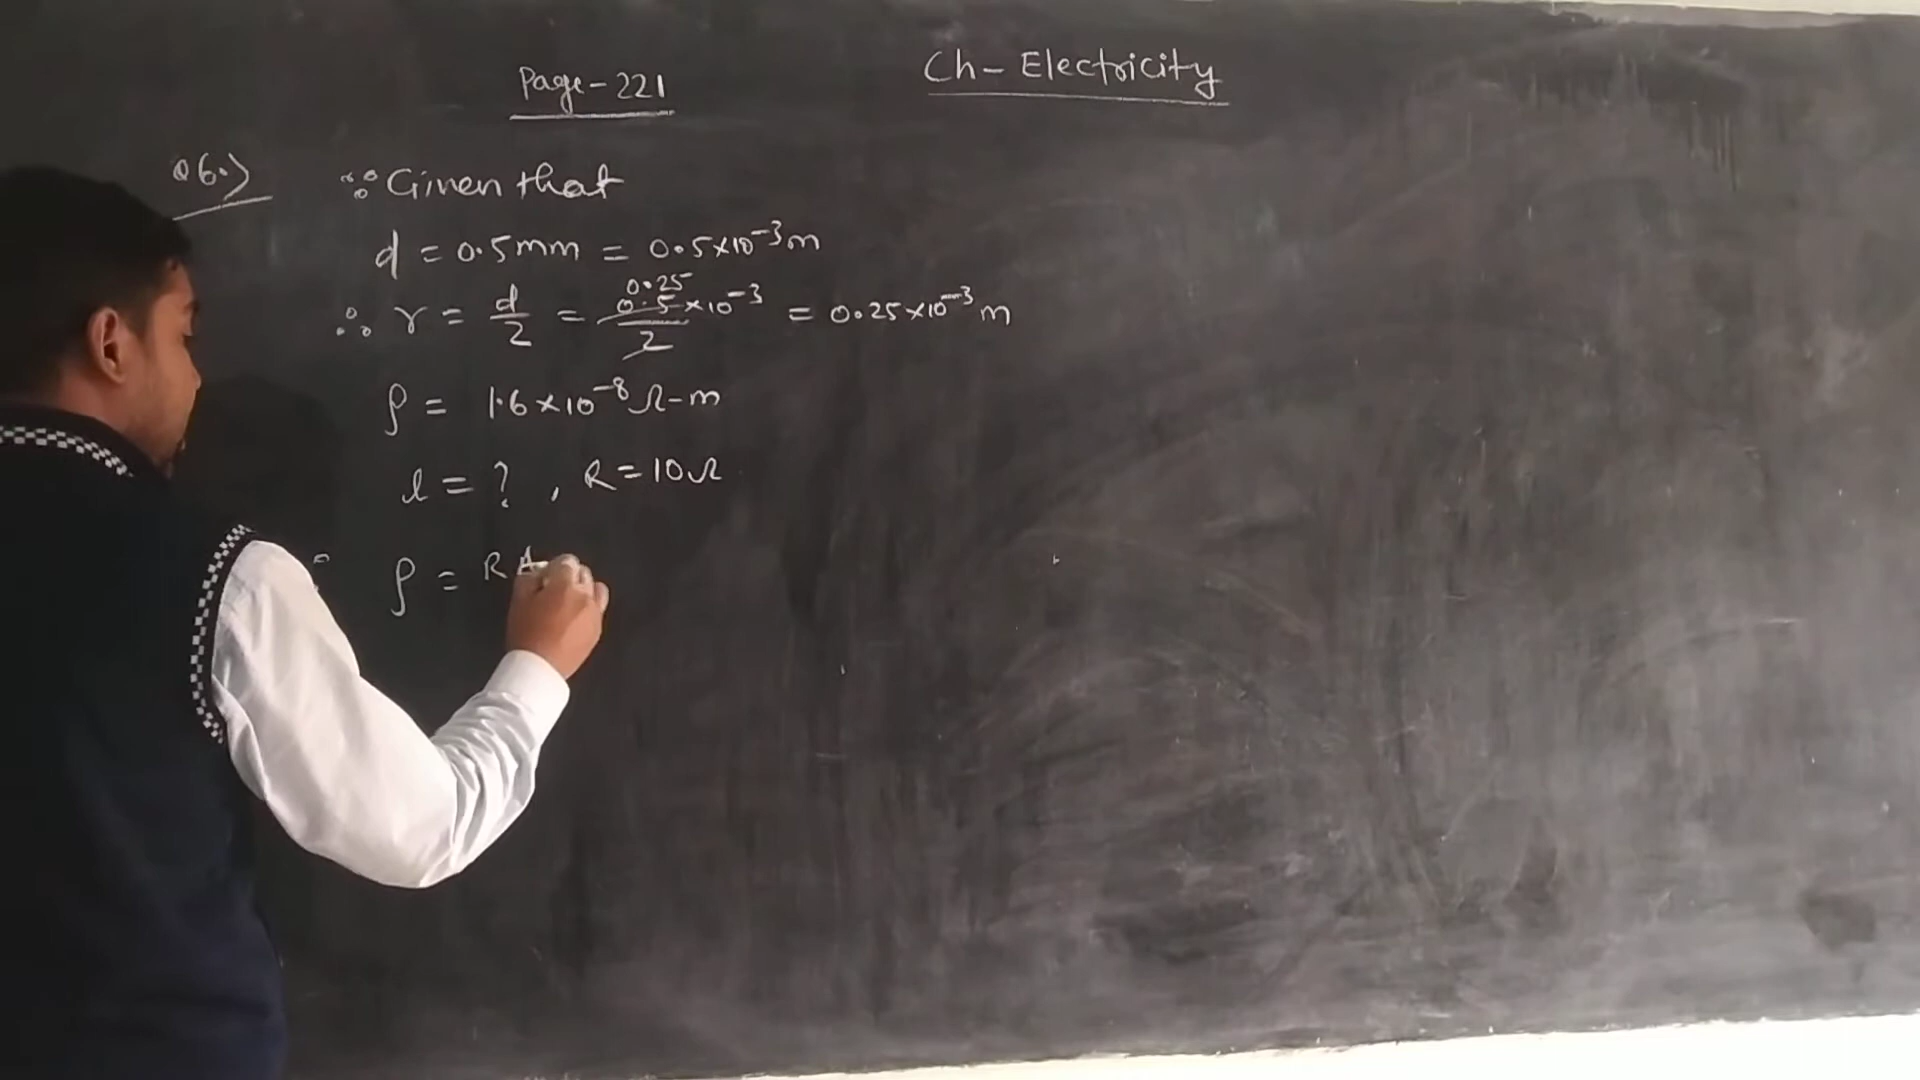 Page-221
Ch- Electricity
Q6.>
∵ Given that
d = 0.5mm = 0.5×10⁻³m
∴ r = d/2 = 0.25 0.5×10⁻³/2 = 0.25×10⁻³ m
ρ = 1.6×10⁻⁸Ω-m
l = ? , R=10Ω
ρ = RA